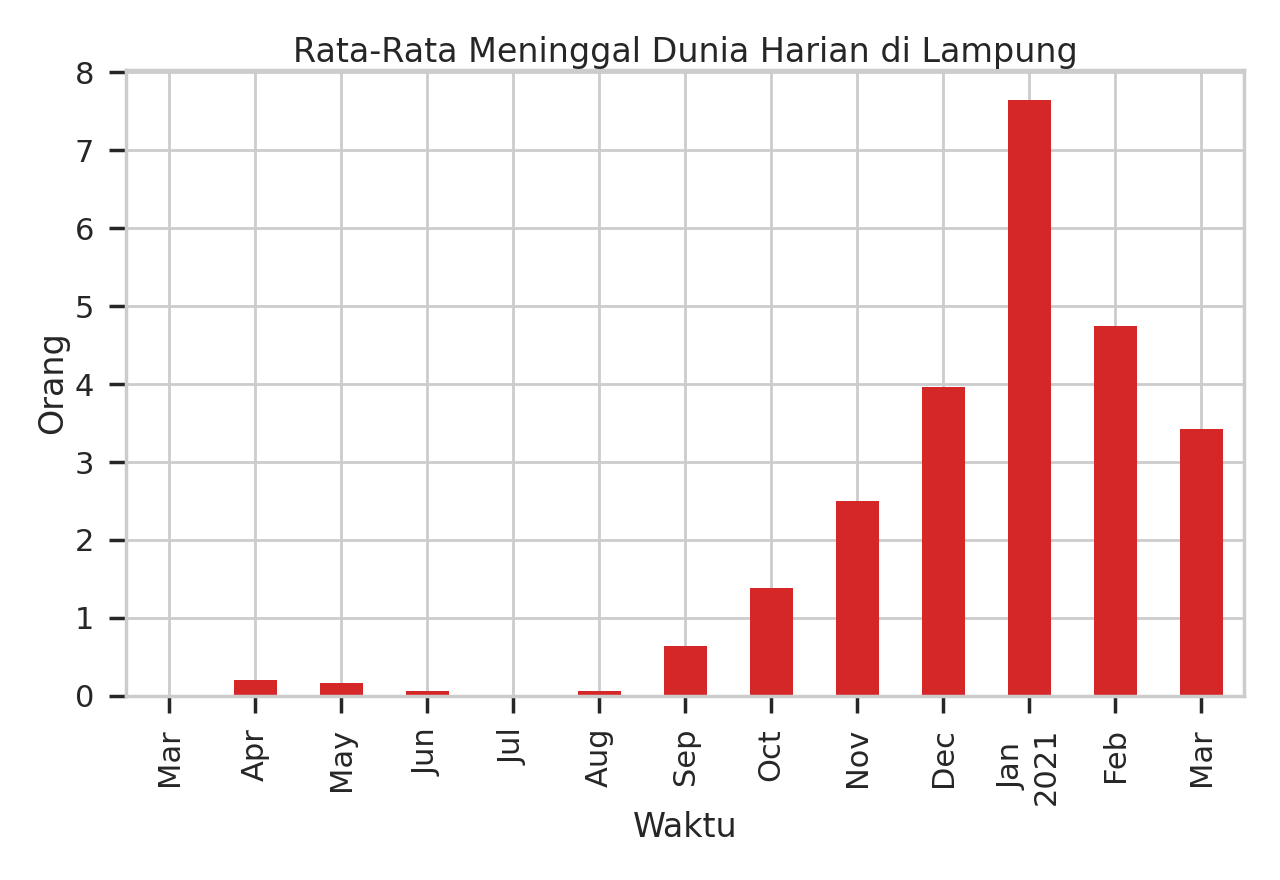 Rata-Rata Meninggal Dunia Harian di Lampung
8
7
6
5
4
3
2
1
0
Orang
Mar
Apr
May
Jun
Jul
Aug
Sep
Oct
Nov
Dec
Jan
2021
Feb
Mar
Waktu